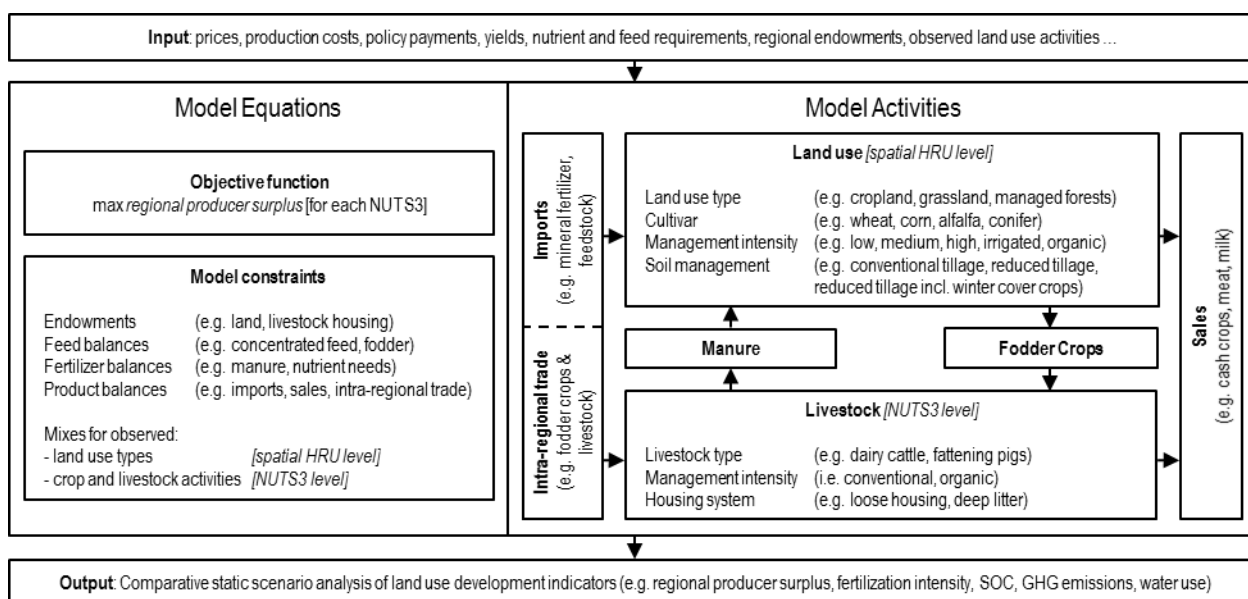 Input: prices, production costs, policy payments, yields, nutrient and feed requirements, regional endowments, observed land use activities ...
Model Equations
Objective function
max regional producer surplus [for each NUTS3]
Model constraints
Endowments (e.g. land, livestock housing)
Feed balances (e.g. concentrated feed, fodder)
Fertilizer balances (e.g. manure, nutrient needs)
Product balances (e.g. imports, sales, intra-regional trade)
Mixes for observed:
- land use types [spatial HRU level]
- crop and livestock activities [NUTS3 level]
Model Activities
Imports
(e.g. mineral fertilizer,
feedstock)
Intra-regional trade
(e.g. fodder crops &
livestock)
Land use [spatial HRU level]
Land use type (e.g. cropland, grassland, managed forests)
Cultivar (e.g. wheat, corn, alfalfa, conifer)
Management intensity (e.g. low, medium, high, irrigated, organic)
Soil management (e.g. conventional tillage, reduced tillage,
reduced tillage incl. winter cover crops)
Manure
Fodder Crops
Livestock [NUTS3 level]
Livestock type (e.g. dairy cattle, fattening pigs)
Management intensity (i.e. conventional, organic)
Housing system (e.g. loose housing, deep litter)
Sales
(e.g. cash crops, meat, milk)
Output: Comparative static scenario analysis of land use development indicators (e.g. regional producer surplus, fertilization intensity, SOC, GHG emissions, water use)